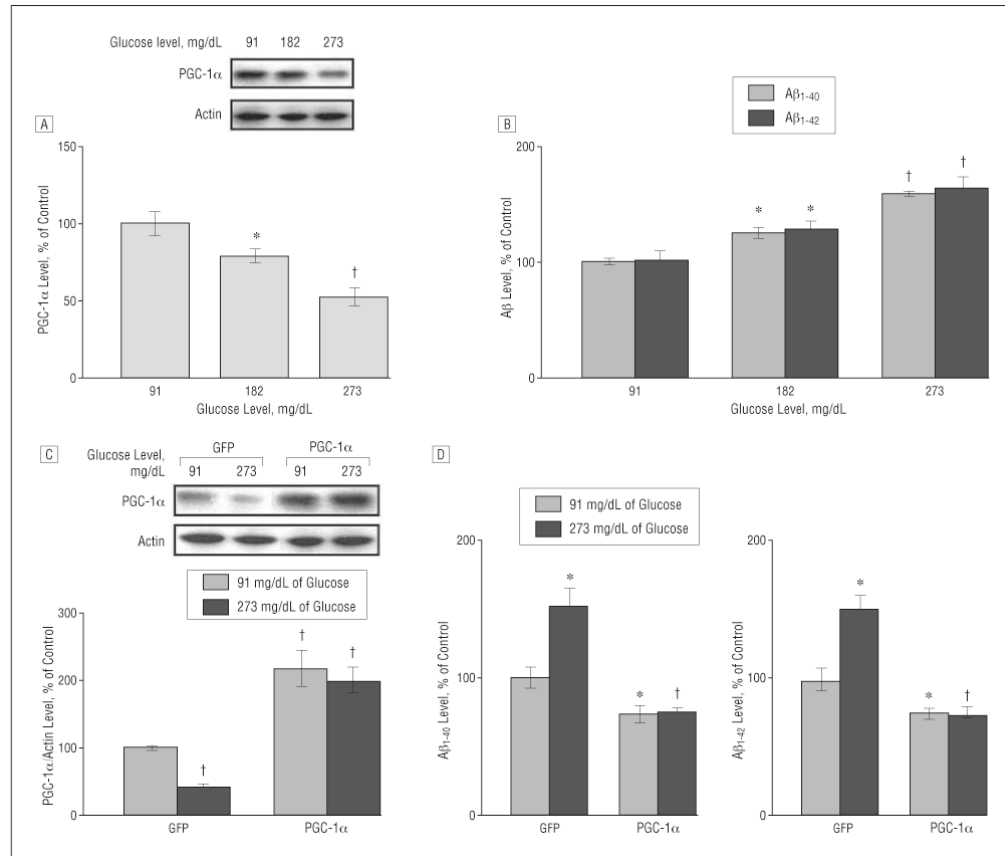 Glucose level, mg/dL 91 182 273
PGC-1α
Actin
A
150
100
50
0
PGC-1α Level, % of Control
*
†
91 182 273
Glucose Level, mg/dL
B
Aβ1-40
Aβ1-42
200
100
0
Aβ Level, % of Control
* *
† †
91 182 273
Glucose Level, mg/dL
C
GFP PGC-1α
Glucose Level,
mg/dL
91 273 91 273
PGC-1α
Actin
91 mg/dL of Glucose
273 mg/dL of Glucose
300
200
100
0
PGC-1α/Actin Level, % of Control
†
† †
GFP PGC-1α
D
91 mg/dL of Glucose
273 mg/dL of Glucose
200
100
0
Aβ1-40 Level, % of Control
*
* †
GFP PGC-1α
200
100
0
Aβ1-42 Level, % of Control
*
* †
GFP PGC-1α